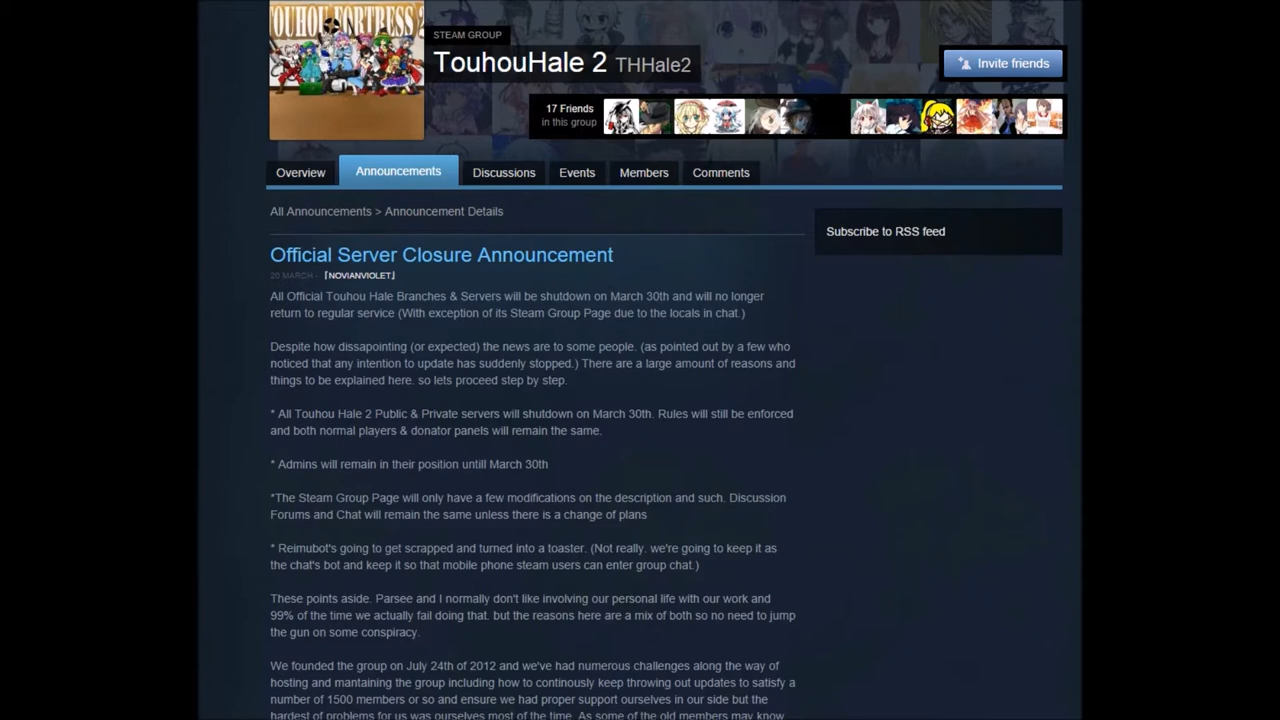 TOUHOU FORTRESS 2
STEAM GROUP
TouhouHale 2 THHale2
Invite friends
17 Friends
in this group
Overview
Announcements
Discussions
Events
Members
Comments
All Announcements > Announcement Details
Subscribe to RSS feed
Official Server Closure Announcement
20 MARCH - 「NOVIANVIOLET」
All Official Touhou Hale Branches & Servers will be shutdown on March 30th and will no longer
return to regular service (With exception of its Steam Group Page due to the locals in chat.)
Despite how dissapointing (or expected) the news are to some people. (as pointed out by a few who
noticed that any intention to update has suddenly stopped.) There are a large amount of reasons and
things to be explained here. so lets proceed step by step.
* All Touhou Hale 2 Public & Private servers will shutdown on March 30th. Rules will still be enforced
and both normal players & donator panels will remain the same.
* Admins will remain in their position untill March 30th
*The Steam Group Page will only have a few modifications on the description and such. Discussion
Forums and Chat will remain the same unless there is a change of plans
* Reimubot's going to get scrapped and turned into a toaster. (Not really. we're going to keep it as
the chat's bot and keep it so that mobile phone steam users can enter group chat.)
These points aside. Parsee and I normally don't like involving our personal life with our work and
99% of the time we actually fail doing that. but the reasons here are a mix of both so no need to jump
the gun on some conspiracy.
We founded the group on July 24th of 2012 and we've had numerous challenges along the way of
hosting and mantaining the group including how to continously keep throwing out updates to satisfy a
number of 1500 members or so and ensure we had proper support ourselves in our side but the
hardest of problems for us was ourselves most of the time. As some of the old members may know